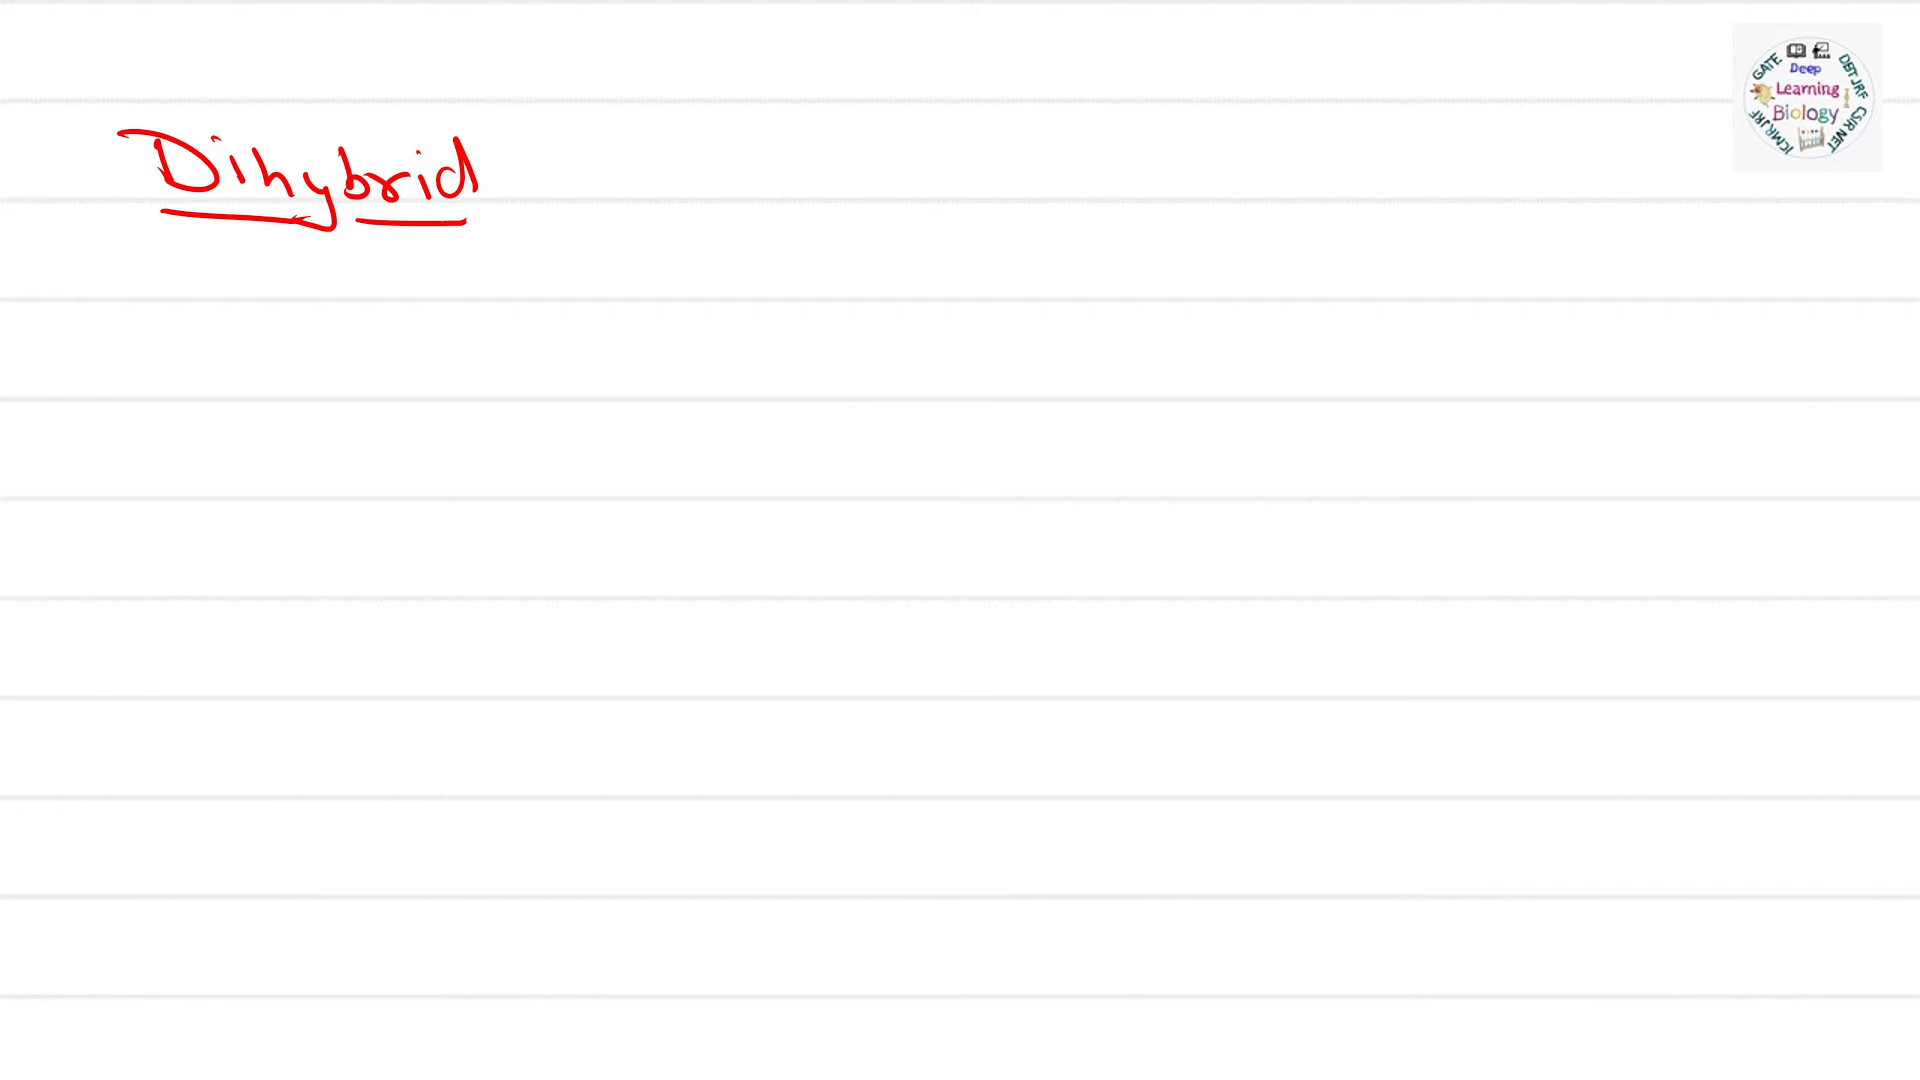 Dihybrid
GATE DBT JRF
Deep
Learning
Biology
ICMR JRF CSIR NET